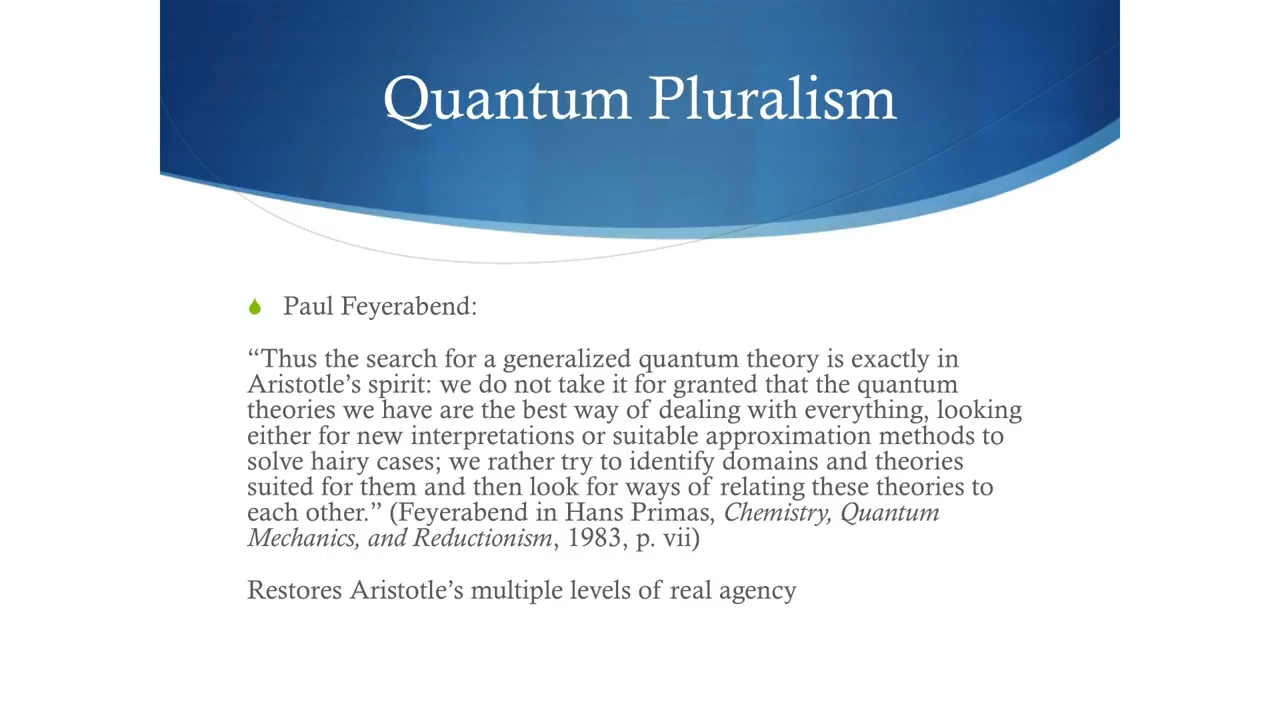 Quantum Pluralism
Paul Feyerabend:
“Thus the search for a generalized quantum theory is exactly in
Aristotle’s spirit: we do not take it for granted that the quantum
theories we have are the best way of dealing with everything, looking
either for new interpretations or suitable approximation methods to
solve hairy cases; we rather try to identify domains and theories
suited for them and then look for ways of relating these theories to
each other.” (Feyerabend in Hans Primas, Chemistry, Quantum
Mechanics, and Reductionism, 1983, p. vii)
Restores Aristotle’s multiple levels of real agency